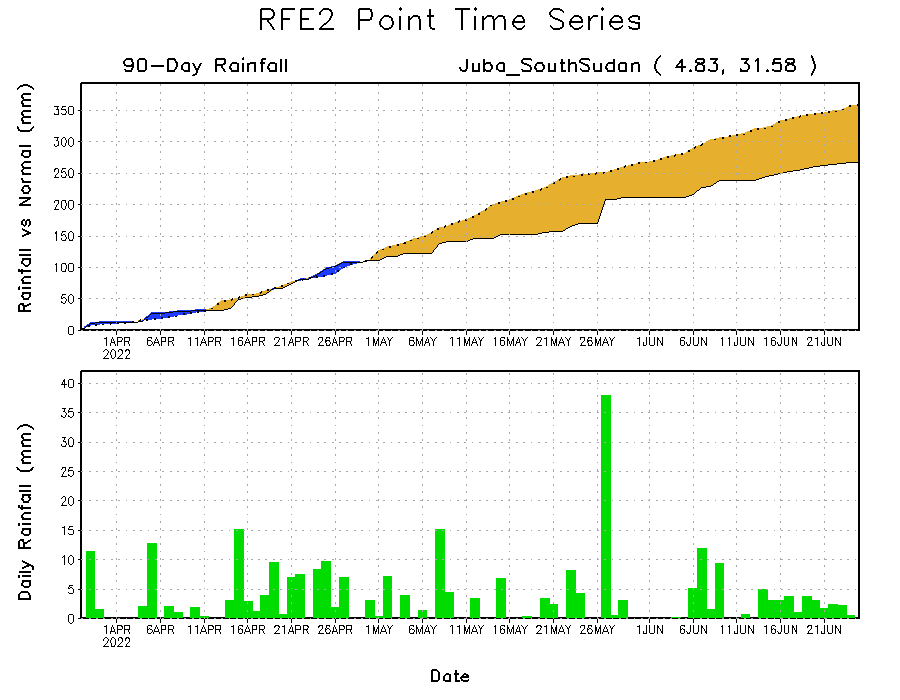 RFE2 Point Time Series
90-Day Rainfall Juba_SouthSudan ( 4.83, 31.58 )
Rainfall vs Normal (mm)
350
300
250
200
150
100
50
0
1APR 6APR 11APR 16APR 21APR 26APR 1MAY 6MAY 11MAY 16MAY 21MAY 26MAY 1JUN 6JUN 11JUN 16JUN 21JUN
2022
Daily Rainfall (mm)
40
35
30
25
20
15
10
5
0
1APR 6APR 11APR 16APR 21APR 26APR 1MAY 6MAY 11MAY 16MAY 21MAY 26MAY 1JUN 6JUN 11JUN 16JUN 21JUN
2022
Date